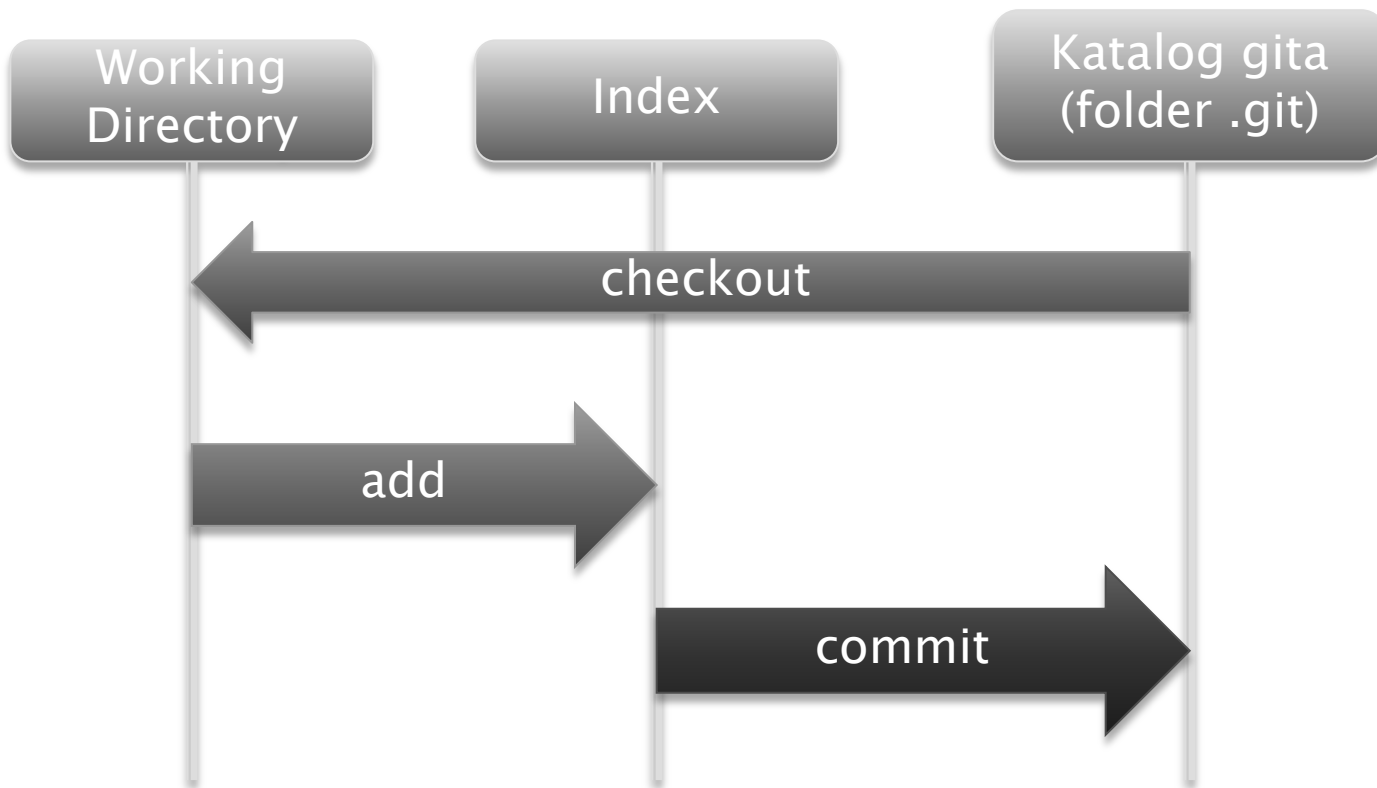 Working
Directory
Index
Katalog gita
(folder .git)
checkout
add
commit